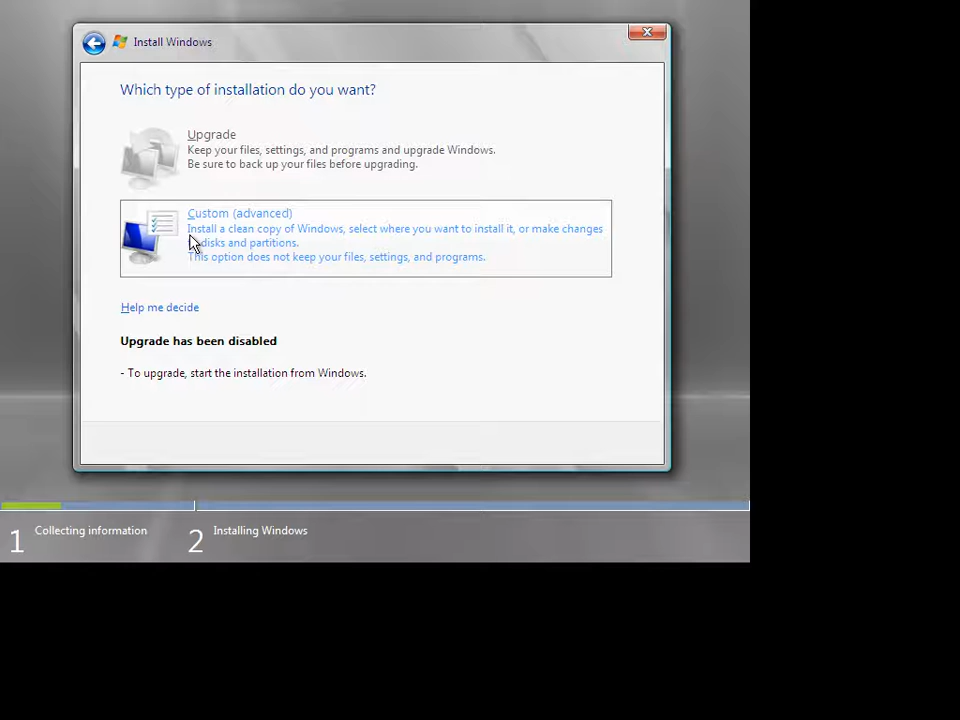 Install Windows
Which type of installation do you want?
Upgrade
Keep your files, settings, and programs and upgrade Windows.
Be sure to back up your files before upgrading.
Custom (advanced)
Install a clean copy of Windows, select where you want to install it, or make changes
disks and partitions.
This option does not keep your files, settings, and programs.
Help me decide
Upgrade has been disabled
- To upgrade, start the installation from Windows.
1 Collecting information 2 Installing Windows